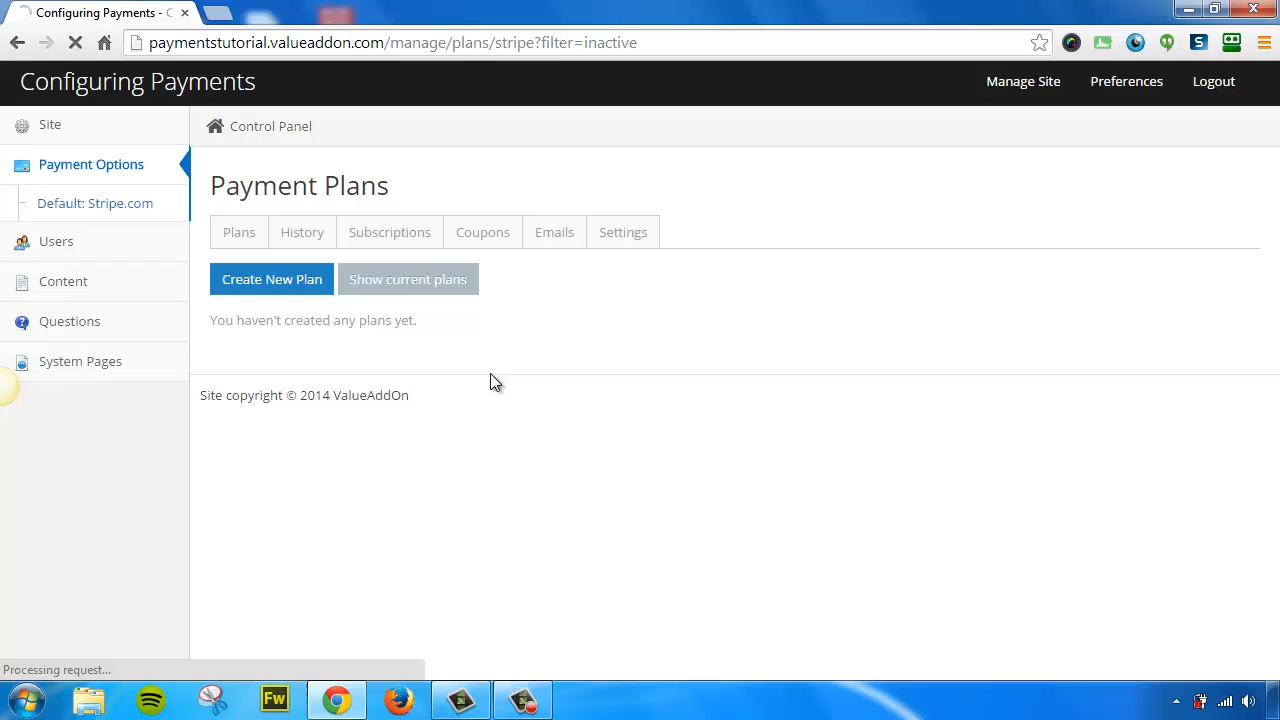 Configuring Payments - C
paymentstutorial.valueaddon.com/manage/plans/stripe?filter=inactive
Configuring Payments
Manage Site
Preferences
Logout
Site
Control Panel
Payment Options
Default: Stripe.com
Users
Content
Questions
System Pages
Payment Plans
Plans
History
Subscriptions
Coupons
Emails
Settings
Create New Plan
Show current plans
You haven't created any plans yet.
Site copyright © 2014 ValueAddOn
Processing request...
Fw